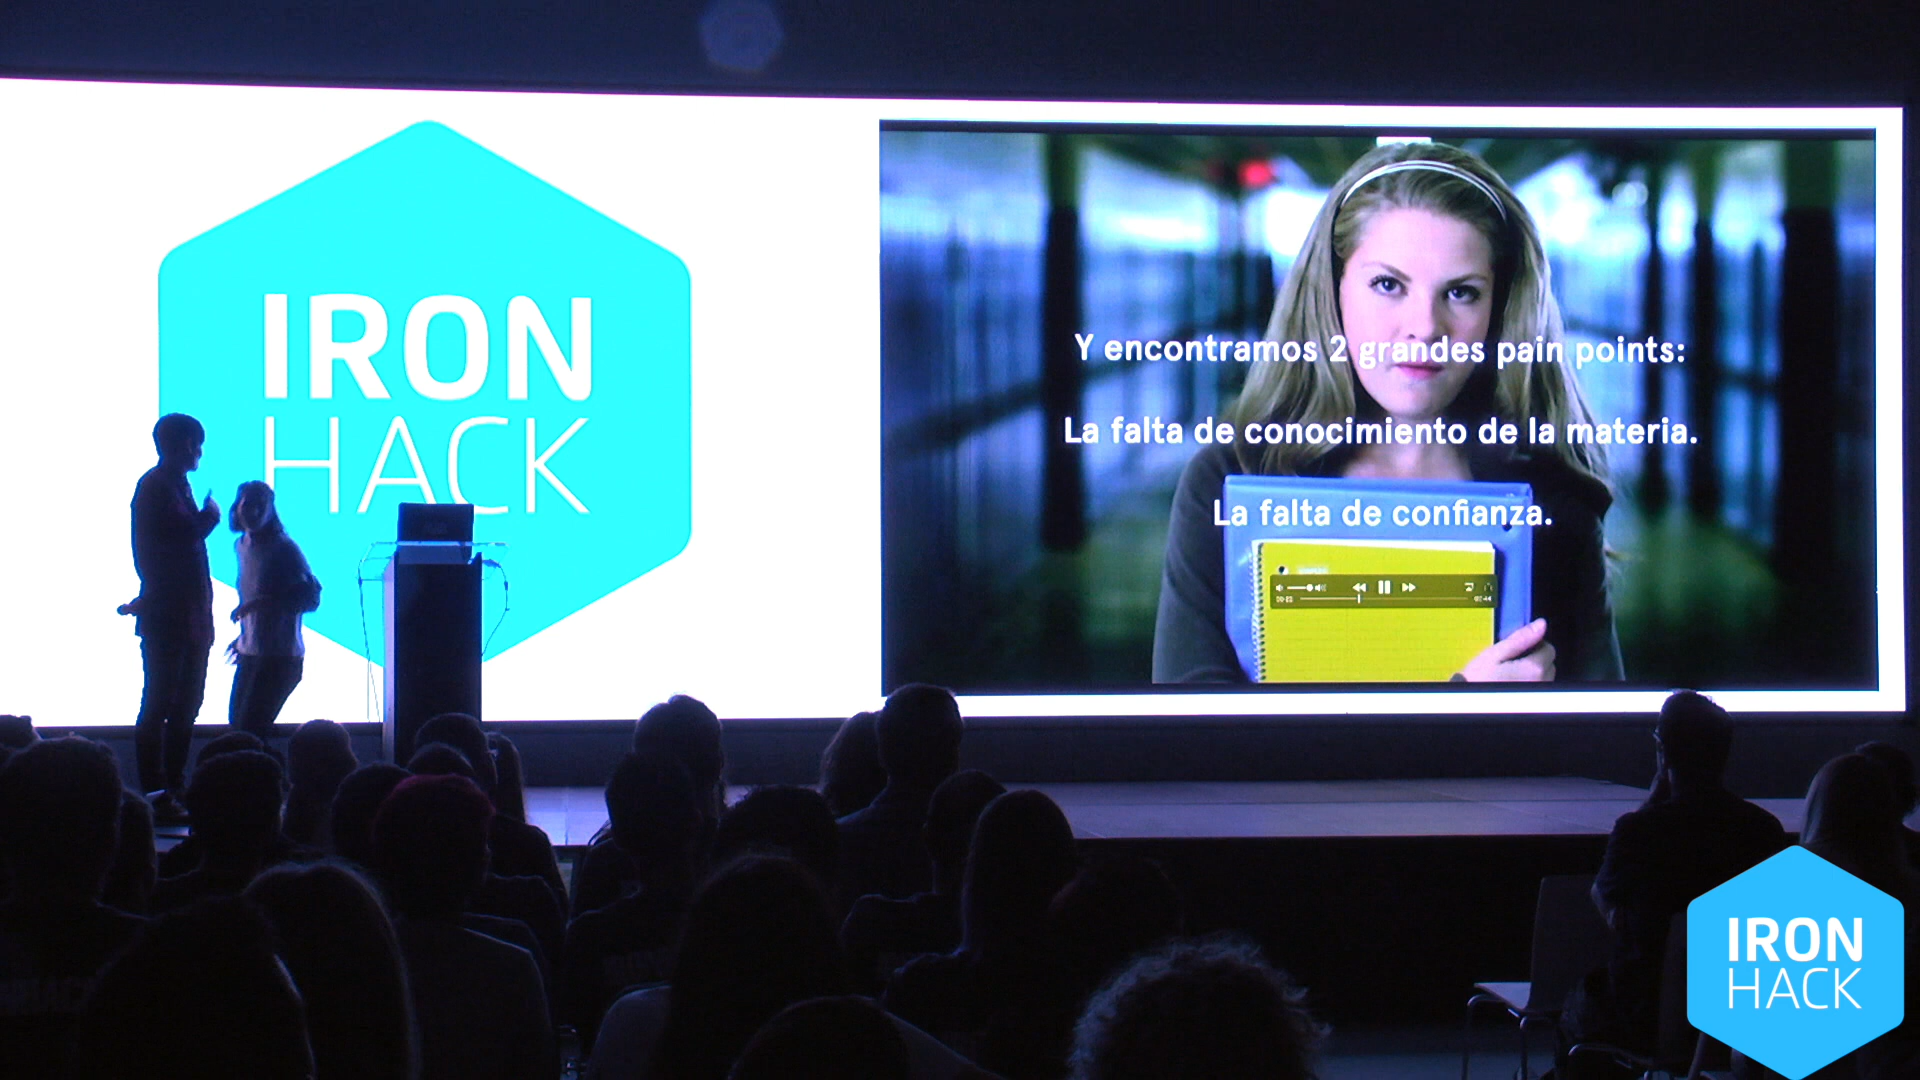 IRON
HACK
Y encontramos 2 grandes pain points:
La falta de conocimiento de la materia.
La falta de confianza.
IRON
HACK